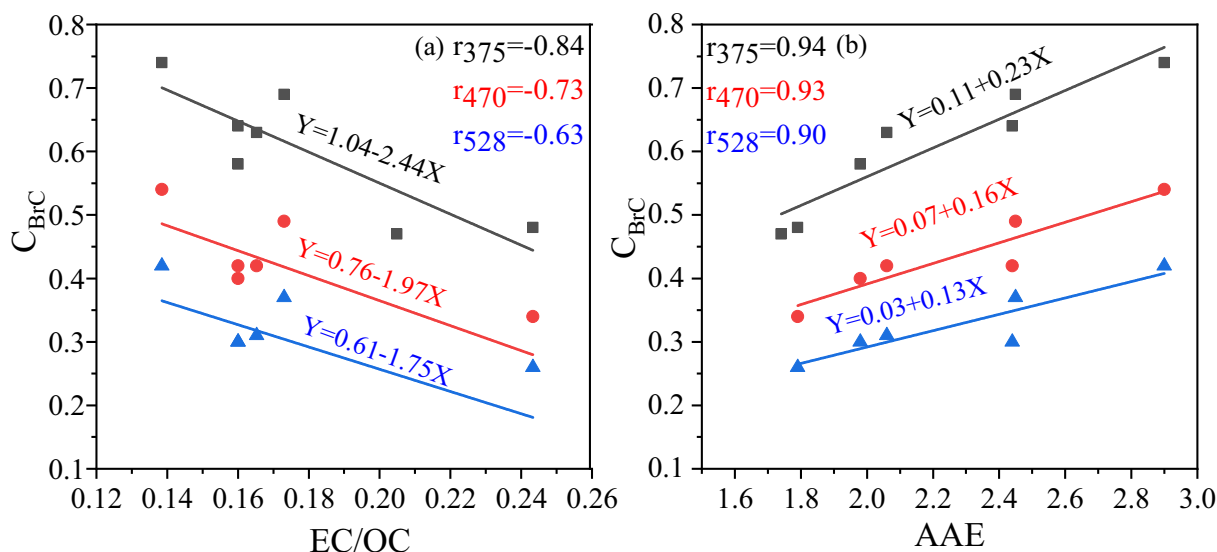 (a) r375=-0.84
r470=-0.73
r528=-0.63
Y=1.04-2.44X
Y=0.76-1.97X
Y=0.61-1.75X
CBrC
0.8
0.7
0.6
0.5
0.4
0.3
0.2
0.1
0.12 0.14 0.16 0.18 0.20 0.22 0.24 0.26
EC/OC
r375=0.94 (b)
r470=0.93
r528=0.90
Y=0.11+0.23X
Y=0.07+0.16X
Y=0.03+0.13X
CBrC
0.8
0.7
0.6
0.5
0.4
0.3
0.2
0.1
1.6 1.8 2.0 2.2 2.4 2.6 2.8 3.0
AAE